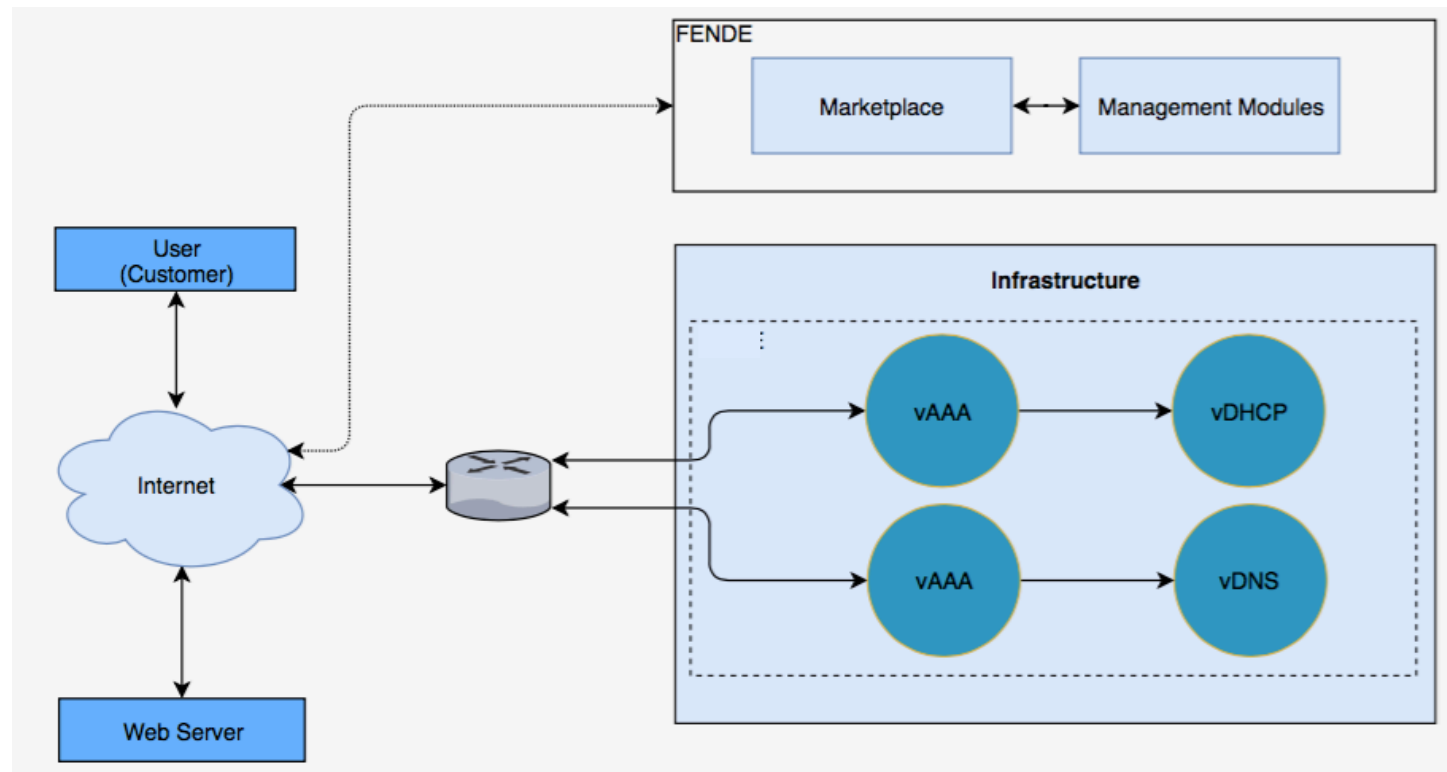 FENDE
Marketplace
Management Modules
User
(Customer)
Infrastructure
vAAA
vDHCP
Internet
vAAA
vDNS
Web Server